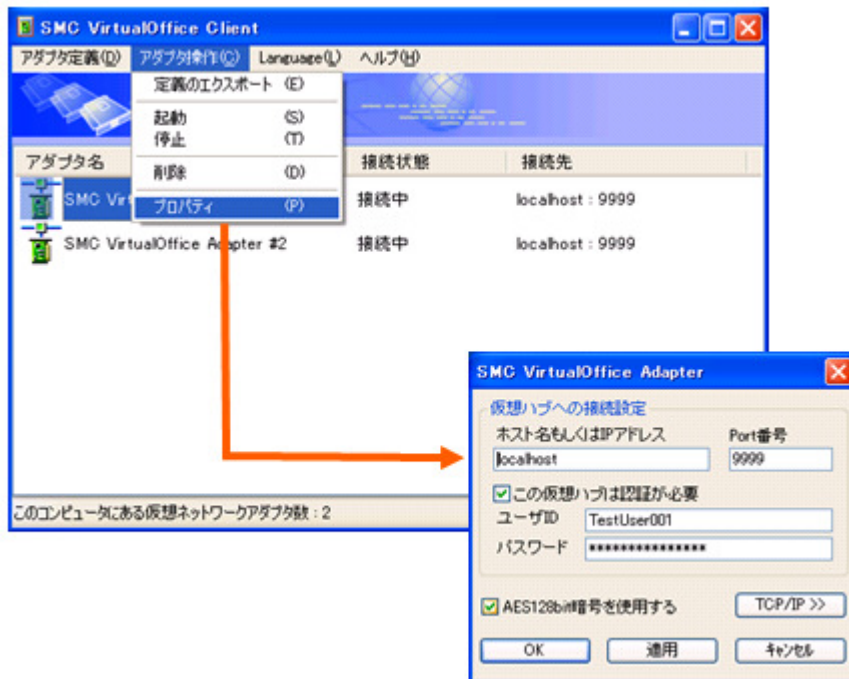 SMC VirtualOffice Client
アダプタ定義(D) アダプタ操作(C) Language(L) ヘルプ(H)
定義のエクスポート (E)
起動 (S)
停止 (T)
削除 (D)
プロパティ (P)
アダプタ名 接続状態 接続先
SMC Vir 接続中 localhost : 9999
SMC VirtualOffice Adapter #2 接続中 localhost : 9999
このコンピュータにある仮想ネットワークアダプタ数 : 2
SMC VirtualOffice Adapter
仮想ハブへの接続設定
ホスト名もしくはIPアドレス Port番号
localhost 9999
この仮想ハブは認証が必要
ユーザID TestUser001
パスワード ***************
AES128bit暗号を使用する TCP/IP >>
OK 適用 キャンセル